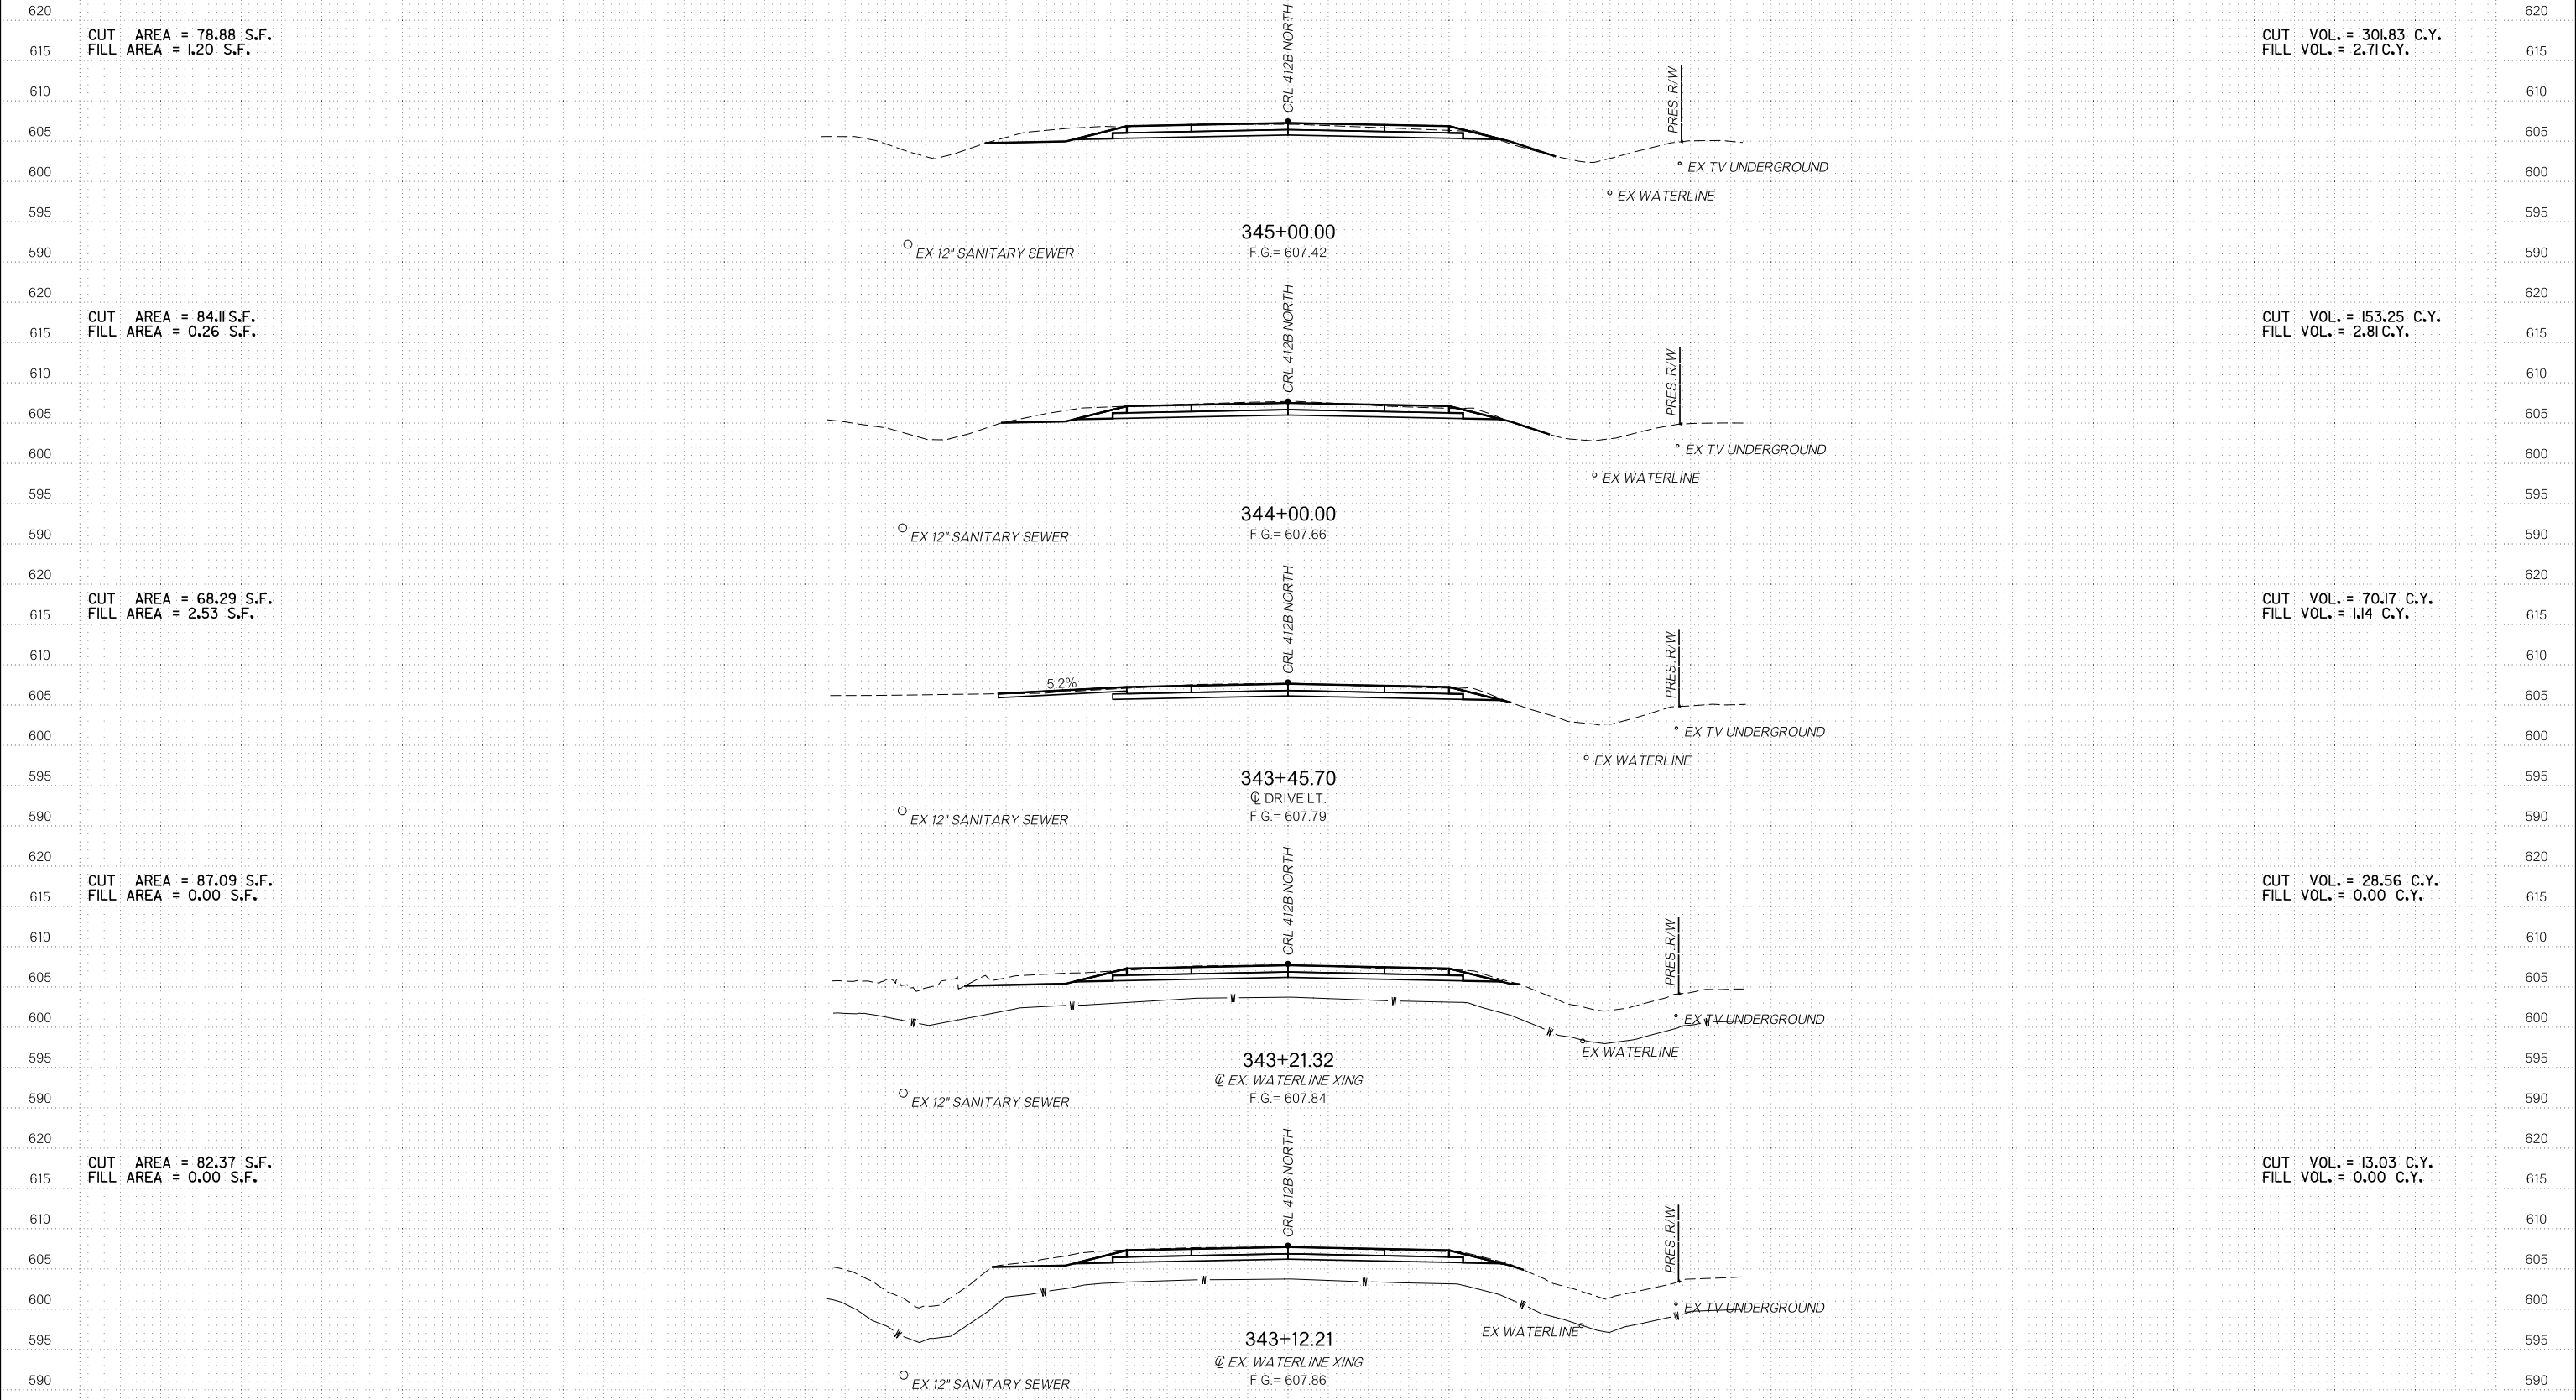 620 620
CUT AREA = 78.88 S.F. CUT VOL. = 301.83 C.Y.
FILL AREA = 1.20 S.F. FILL VOL. = 2.71 C.Y.
615 615
CRL 412B NORTH
PRES. R/W
610 610
605 605
EX TV UNDERGROUND
600 600
EX WATERLINE
595 595
345+00.00
EX 12" SANITARY SEWER F.G.= 607.42
590 590
620 620
CUT AREA = 84.11 S.F. CUT VOL. = 153.25 C.Y.
FILL AREA = 0.26 S.F. FILL VOL. = 2.81 C.Y.
615 615
CRL 412B NORTH
PRES. R/W
610 610
605 605
EX TV UNDERGROUND
600 600
EX WATERLINE
595 595
344+00.00
EX 12" SANITARY SEWER F.G.= 607.66
590 590
620 620
CUT AREA = 68.29 S.F. CUT VOL. = 70.17 C.Y.
FILL AREA = 2.53 S.F. FILL VOL. = 1.14 C.Y.
615 615
CRL 412B NORTH
PRES. R/W
610 610
5.2%
605 605
EX TV UNDERGROUND
600 600
EX WATERLINE
595 595
343+45.70
℄ DRIVE LT.
EX 12" SANITARY SEWER F.G.= 607.79
590 590
620 620
CUT AREA = 87.09 S.F. CUT VOL. = 28.56 C.Y.
FILL AREA = 0.00 S.F. FILL VOL. = 0.00 C.Y.
615 615
CRL 412B NORTH
PRES. R/W
610 610
605 605
W W W W W W
EX TV UNDERGROUND
600 600
EX WATERLINE
595 595
343+21.32
℄ EX. WATERLINE XING
EX 12" SANITARY SEWER F.G.= 607.84
590 590
620 620
CUT AREA = 82.37 S.F. CUT VOL. = 13.03 C.Y.
FILL AREA = 0.00 S.F. FILL VOL. = 0.00 C.Y.
615 615
CRL 412B NORTH
PRES. R/W
610 610
605 605
W W W W W W
EX TV UNDERGROUND
600 600
EX WATERLINE
595 595
343+12.21
℄ EX. WATERLINE XING
EX 12" SANITARY SEWER F.G.= 607.86
590 590